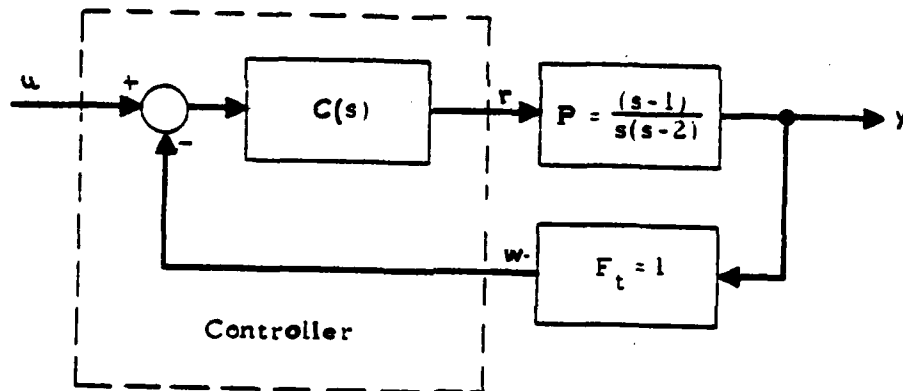 u
+
-
C(s)
r
P = (s-1) / s(s-2)
y
w.
F_t = 1
Controller